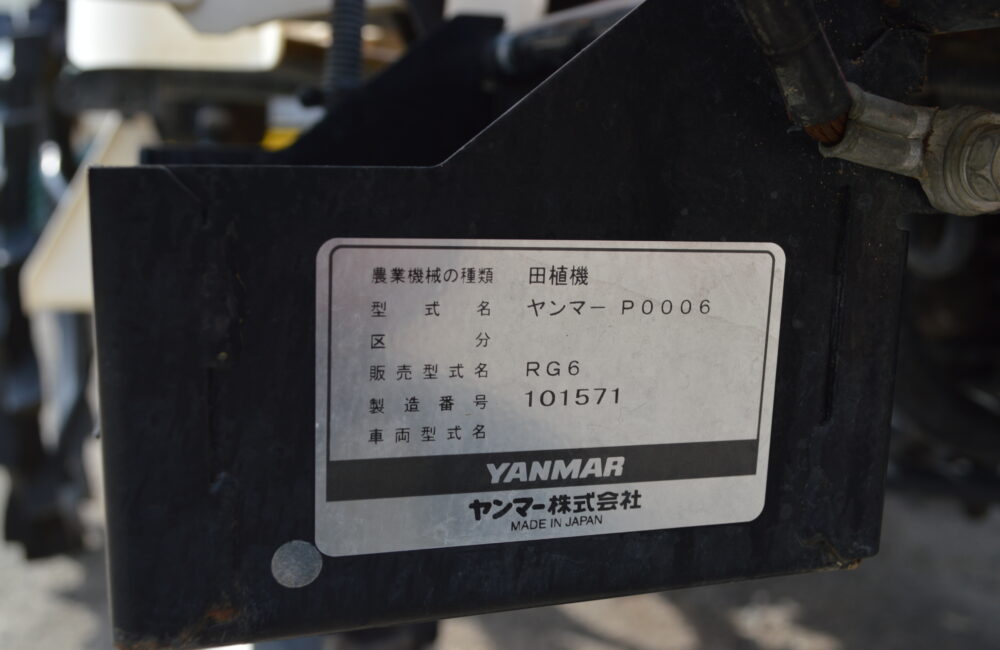 農業機械の種類 田植機
型式名 ヤンマー P0006
区分
販売型式名 RG6
製造番号 101571
車両型式名
YANMAR
ヤンマー株式会社
MADE IN JAPAN